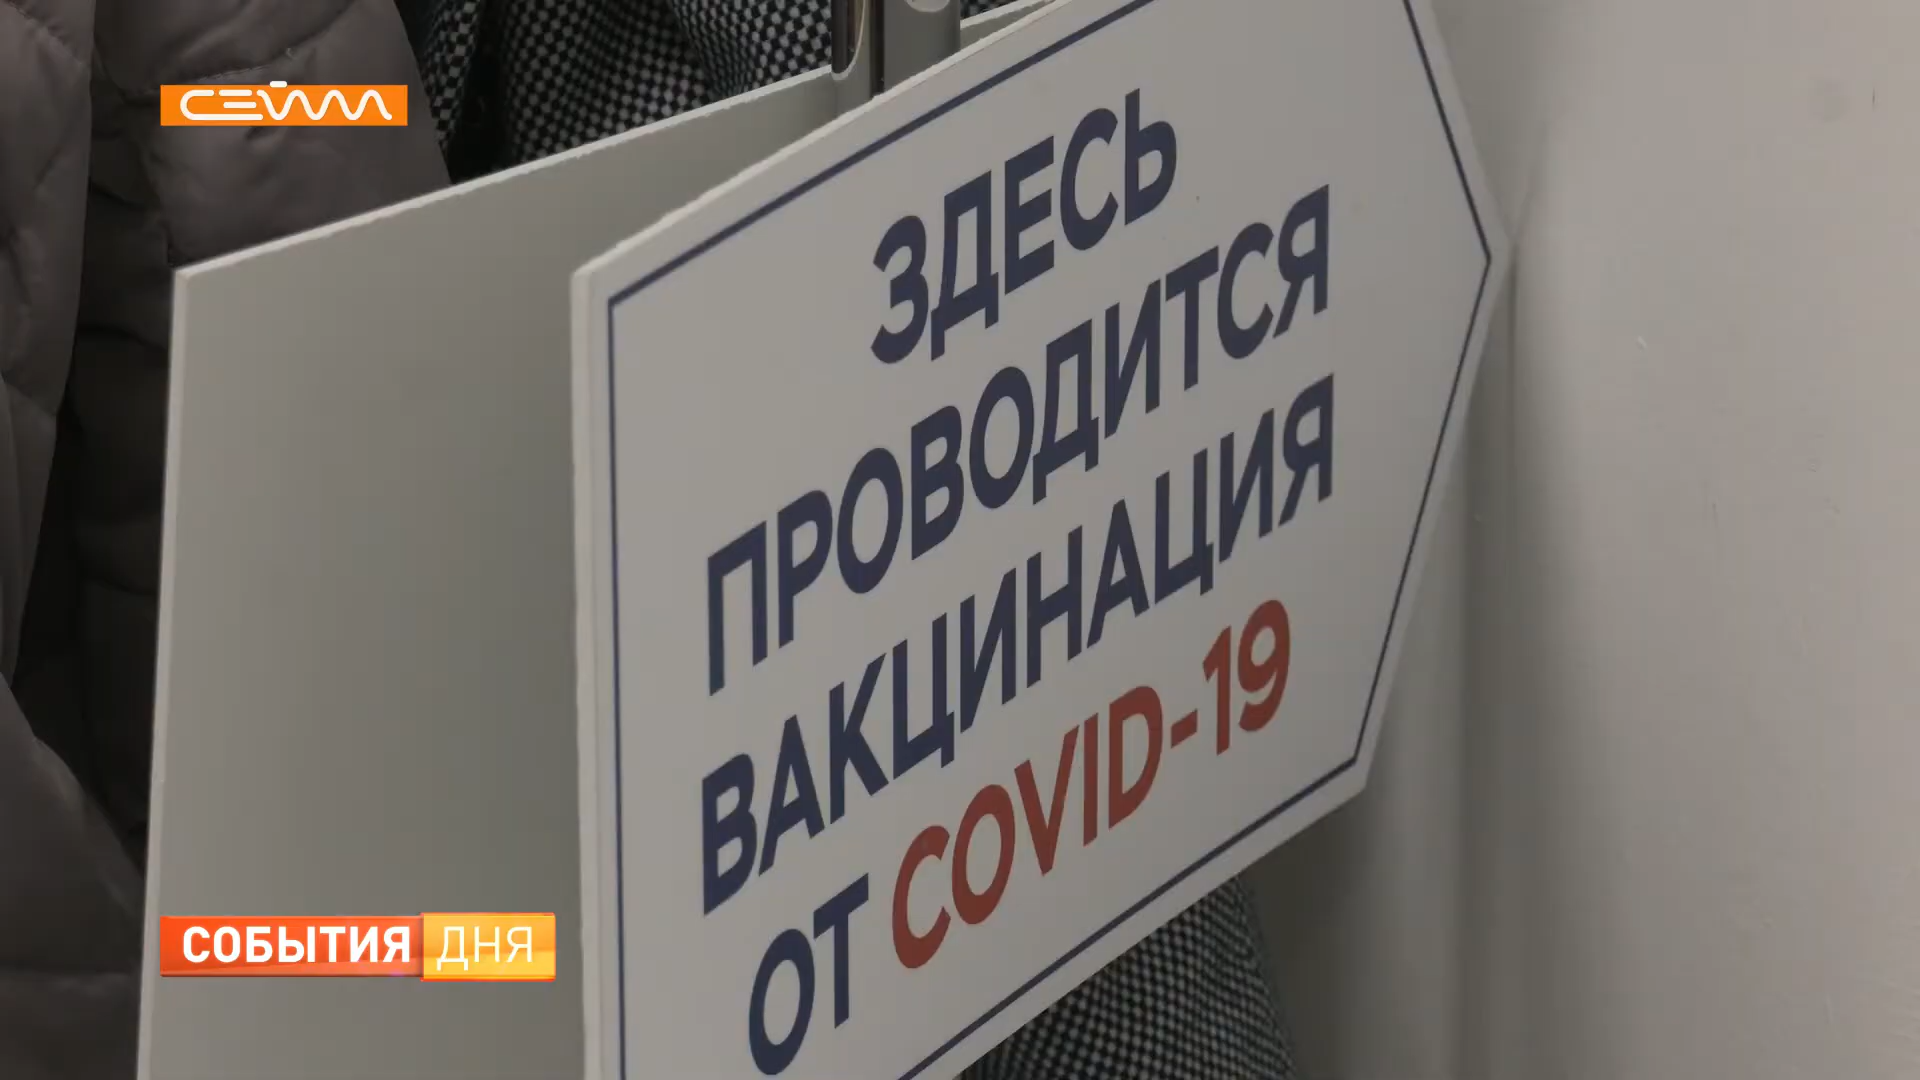 СЕЙМ
ЗДЕСЬ
ПРОВОДИТСЯ
ВАКЦИНАЦИЯ
ОТ COVID-19
СОБЫТИЯ ДНЯ